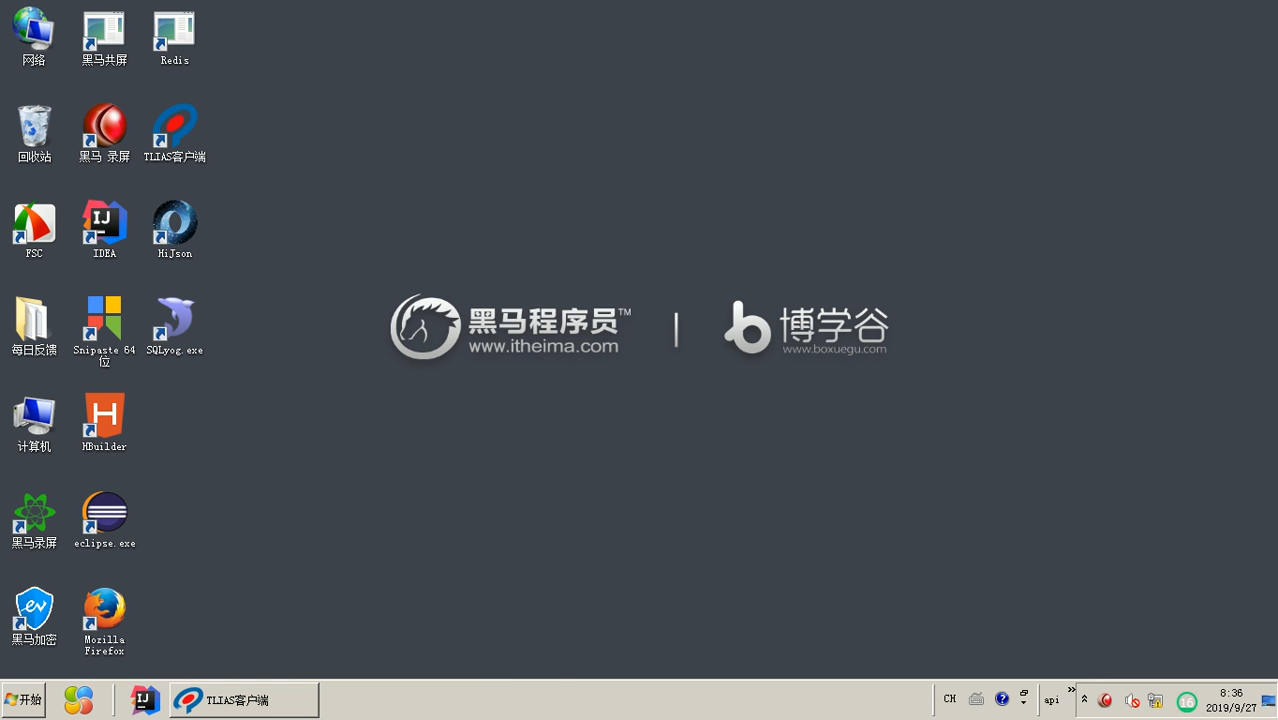 网络
黑马共屏
Redis
回收站
黑马 录屏
TLIAS客户端
FSC
IJ
IDEA
HiJson
每日反馈
Snipaste 64
位
SQLyog.exe
黑马程序员™
www.itheima.com
b
博学谷
www.boxuegu.com
计算机
H
HBuilder
黑马录屏
eclipse.exe
ev
黑马加密
Mozilla
Firefox
开始
IJ
TLIAS客户端
CH
api
16
8:36
2019/9/27